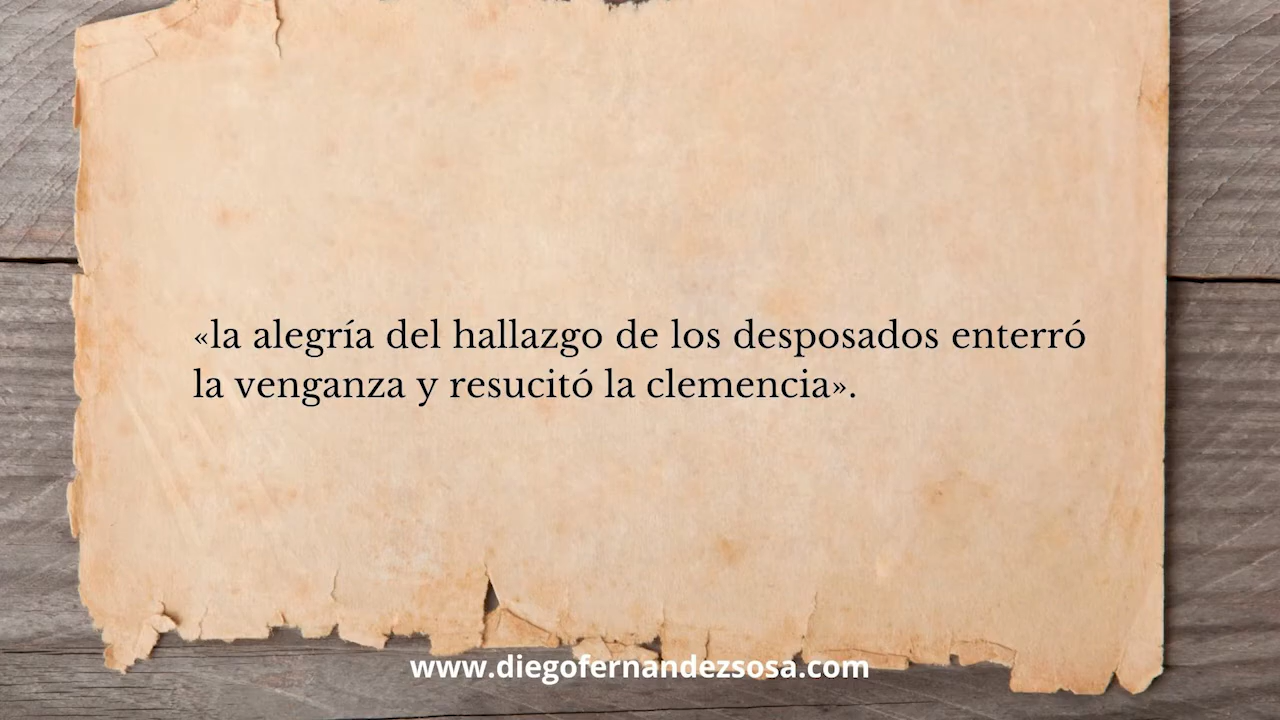 «la alegría del hallazgo de los desposados enterró
la venganza y resucitó la clemencia».
www.diegofernandezsosa.com